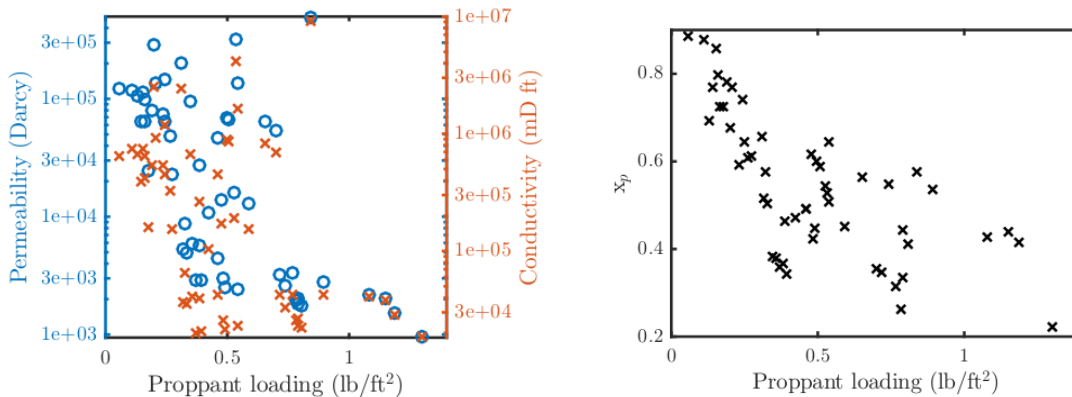 3e+05
1e+05
3e+04
1e+04
3e+03
1e+03
Permeability (Darcy)
0
0.5
1
Proppant loading (lb/ft²)
1e+07
3e+06
1e+06
3e+05
1e+05
3e+04
Conductivity (mD ft)
0.8
0.6
0.4
0.2
xₚ
0
0.5
1
Proppant loading (lb/ft²)